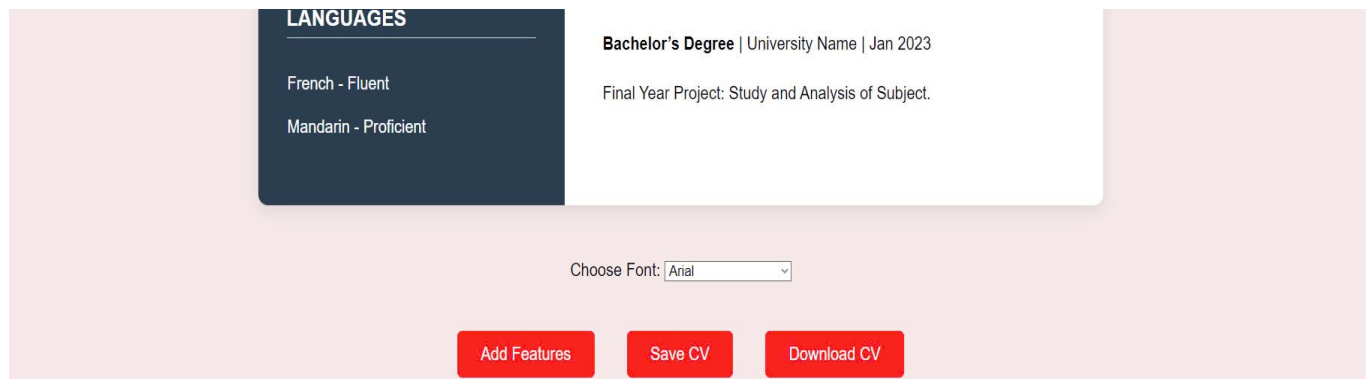 LANGUAGES
French - Fluent
Mandarin - Proficient
Bachelor’s Degree | University Name | Jan 2023
Final Year Project: Study and Analysis of Subject.
Choose Font: Arial
Add Features
Save CV
Download CV